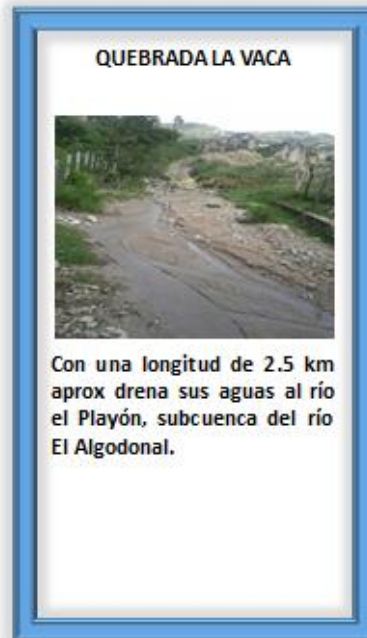 QUEBRADA LA VACA
Con una longitud de 2.5 km
aprox drena sus aguas al río
el Playón, subcuenca del río
El Algodonal.